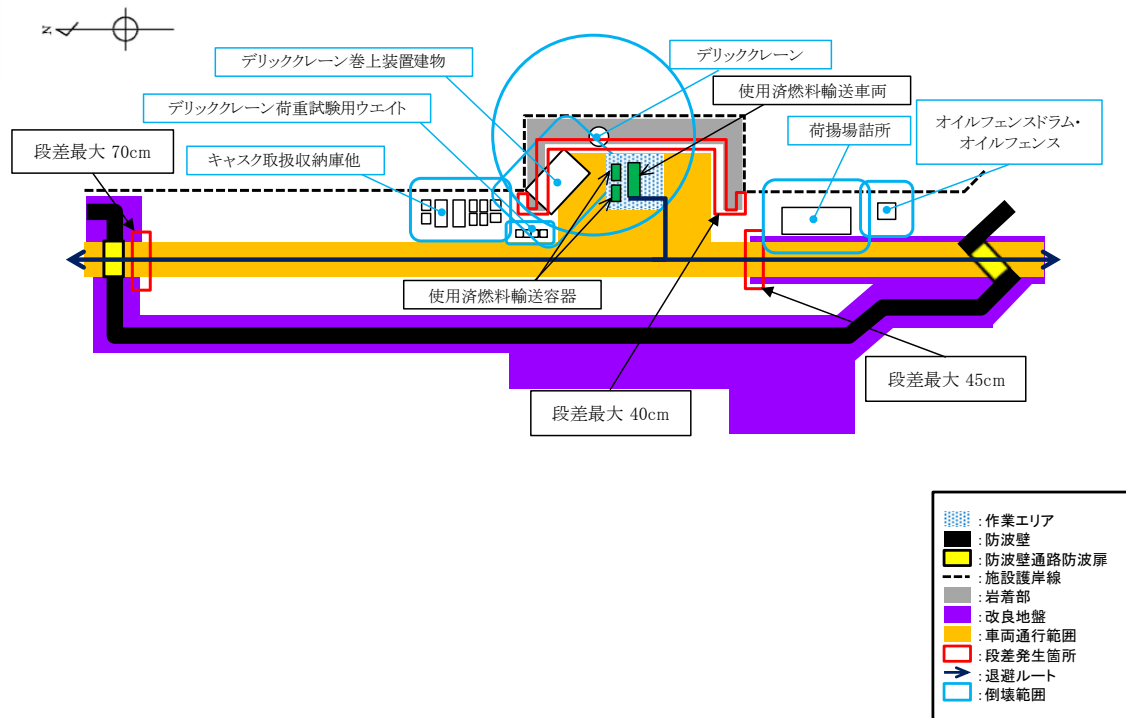 N
デリッククレーン巻上装置建物
デリッククレーン
使用済燃料輸送車両
デリッククレーン荷重試験用ウエイト
荷揚場詰所
オイルフェンスドラム・
オイルフェンス
段差最大 70cm
キャスク取扱収納庫他
使用済燃料輸送容器
段差最大 45cm
段差最大 40cm
:作業エリア
:防波壁
:防波壁通路防波扉
:施設護岸線
:岩着部
:改良地盤
:車両通行範囲
:段差発生箇所
:退避ルート
:倒壊範囲